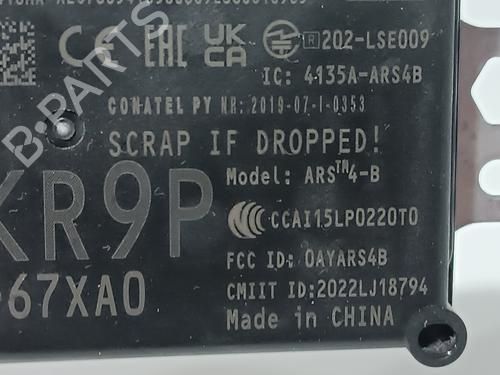 CE EAC UK CA R 202-LSE009
IC: 4135A-ARS4B
CONATEL PY NR: 2019-07-I-0353
SCRAP IF DROPPED!
Model: ARS™4-B
KR9P
CCAI15LP0220T0
FCC ID: OAYARS4B
67XA0
CMIIT ID:2022LJ18794
Made in CHINA
B-PARTS